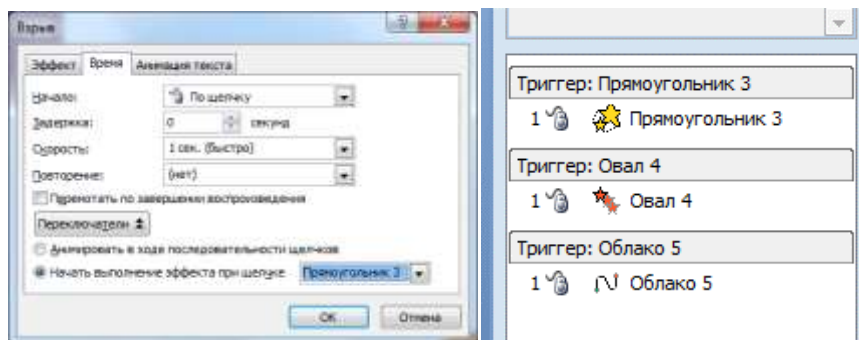 Взрыв
Эффект Время Анимация текста
Начало: По щелчку
Задержка: 0 секунд
Скорость: 1 сек. (быстро)
Повторение: (нет)
Перемотать по завершении воспроизведения
Переключатели
Анимировать в ходе последовательности щелчков
Начать выполнение эффекта при щелчке Прямоугольник 3
ОК Отмена
Триггер: Прямоугольник 3
1 Прямоугольник 3
Триггер: Овал 4
1 Овал 4
Триггер: Облако 5
1 Облако 5